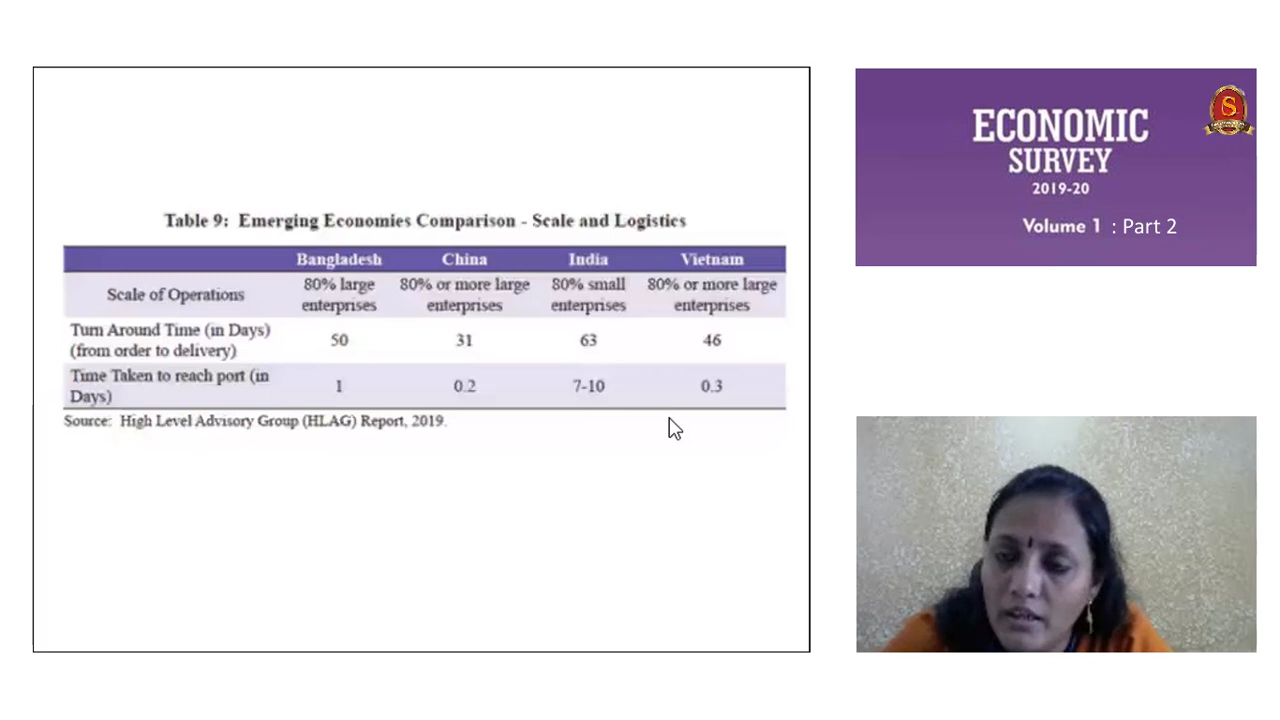 Table 9: Emerging Economies Comparison - Scale and Logistics
Bangladesh China India Vietnam
Scale of Operations 80% large enterprises 80% or more large enterprises 80% small enterprises 80% or more large enterprises
Turn Around Time (in Days) (from order to delivery) 50 31 63 46
Time Taken to reach port (in Days) 1 0.2 7-10 0.3
Source: High Level Advisory Group (HLAG) Report, 2019.
ECONOMIC
SURVEY
2019-20
Volume 1 : Part 2
S